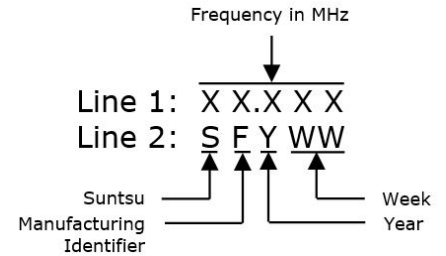 Frequency in MHz
Line 1: X X.X X X
Line 2: S F Y WW
Suntsu
Week
Manufacturing
Identifier
Year